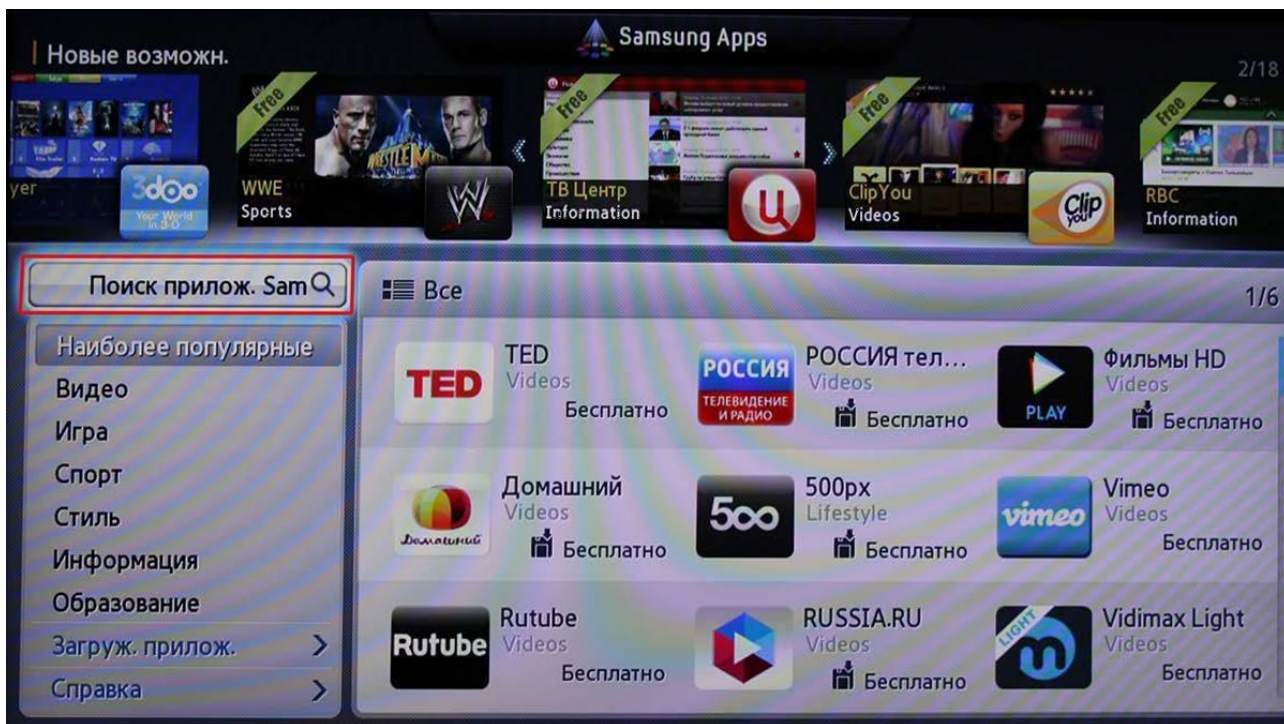 Samsung Apps
Новые возможн.
2/18
Free
Free
Free
Free
yer
3doo
Your World
in 3-D
WWE
Sports
WRESTLEM
W
ТВ Центр
Information
Ц
ClipYou
Videos
Clip
YOU
RBC
Information
Поиск прилож. Sam
Все
1/6
Наиболее популярные
Видео
Игра
Спорт
Стиль
Информация
Образование
Загруж. прилож.
Справка
TED
TED
Videos
Бесплатно
РОССИЯ
ТЕЛЕВИДЕНИЕ
И РАДИО
РОССИЯ тел...
Videos
Бесплатно
PLAY
Фильмы HD
Videos
Бесплатно
Домашний
Домашний
Videos
Бесплатно
500
500px
Lifestyle
Бесплатно
vimeo
Vimeo
Videos
Бесплатно
Rutube
Rutube
Videos
Бесплатно
RUSSIA.RU
Videos
Бесплатно
LIGHT
Vidimax Light
Videos
Бесплатно